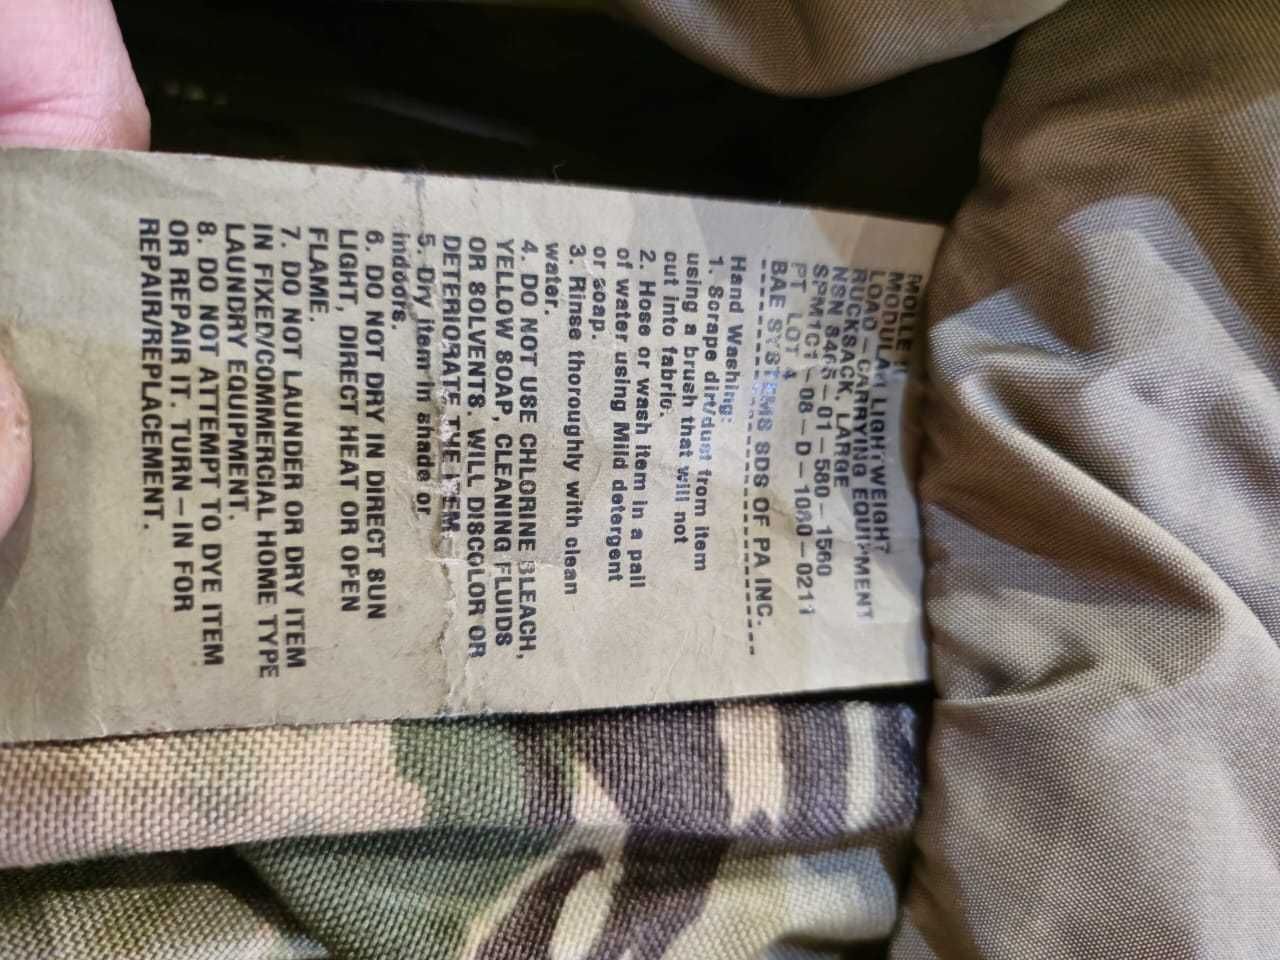 MOLLE II
MODULAR LIGHTWEIGHT
LOAD-CARRYING EQUIPMENT
RUCKSACK, LARGE
NSN 8465-01-580-1560
SPM1C1-08-D-1080-0211
PT LOT 4
BAE SYSTEMS SDS OF PA INC.
Hand Washing:
1. Scrape dirt/dust from item
using a brush that will not
cut into fabric.
2. Hose or wash item in a pail
of water using Mild detergent
or soap.
3. Rinse thoroughly with clean
water.
4. DO NOT USE CHLORINE BLEACH,
YELLOW SOAP, CLEANING FLUIDS
OR SOLVENTS. WILL DISCOLOR OR
DETERIORATE THE ITEM.
5. Dry item in shade or
indoors.
6. DO NOT DRY IN DIRECT SUN
LIGHT, DIRECT HEAT OR OPEN
FLAME.
7. DO NOT LAUNDER OR DRY ITEM
IN FIXED/COMMERCIAL HOME TYPE
LAUNDRY EQUIPMENT.
8. DO NOT ATTEMPT TO DYE ITEM
OR REPAIR IT. TURN-IN FOR
REPAIR/REPLACEMENT.